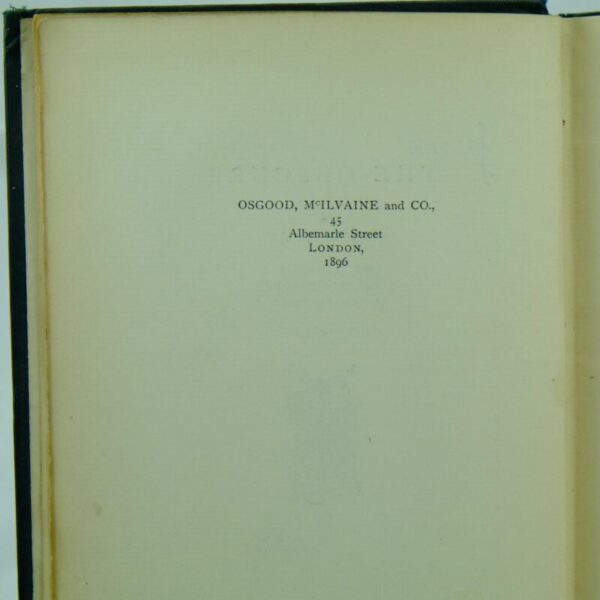 OSGOOD, McILVAINE and CO.,
45
Albemarle Street
LONDON,
1896